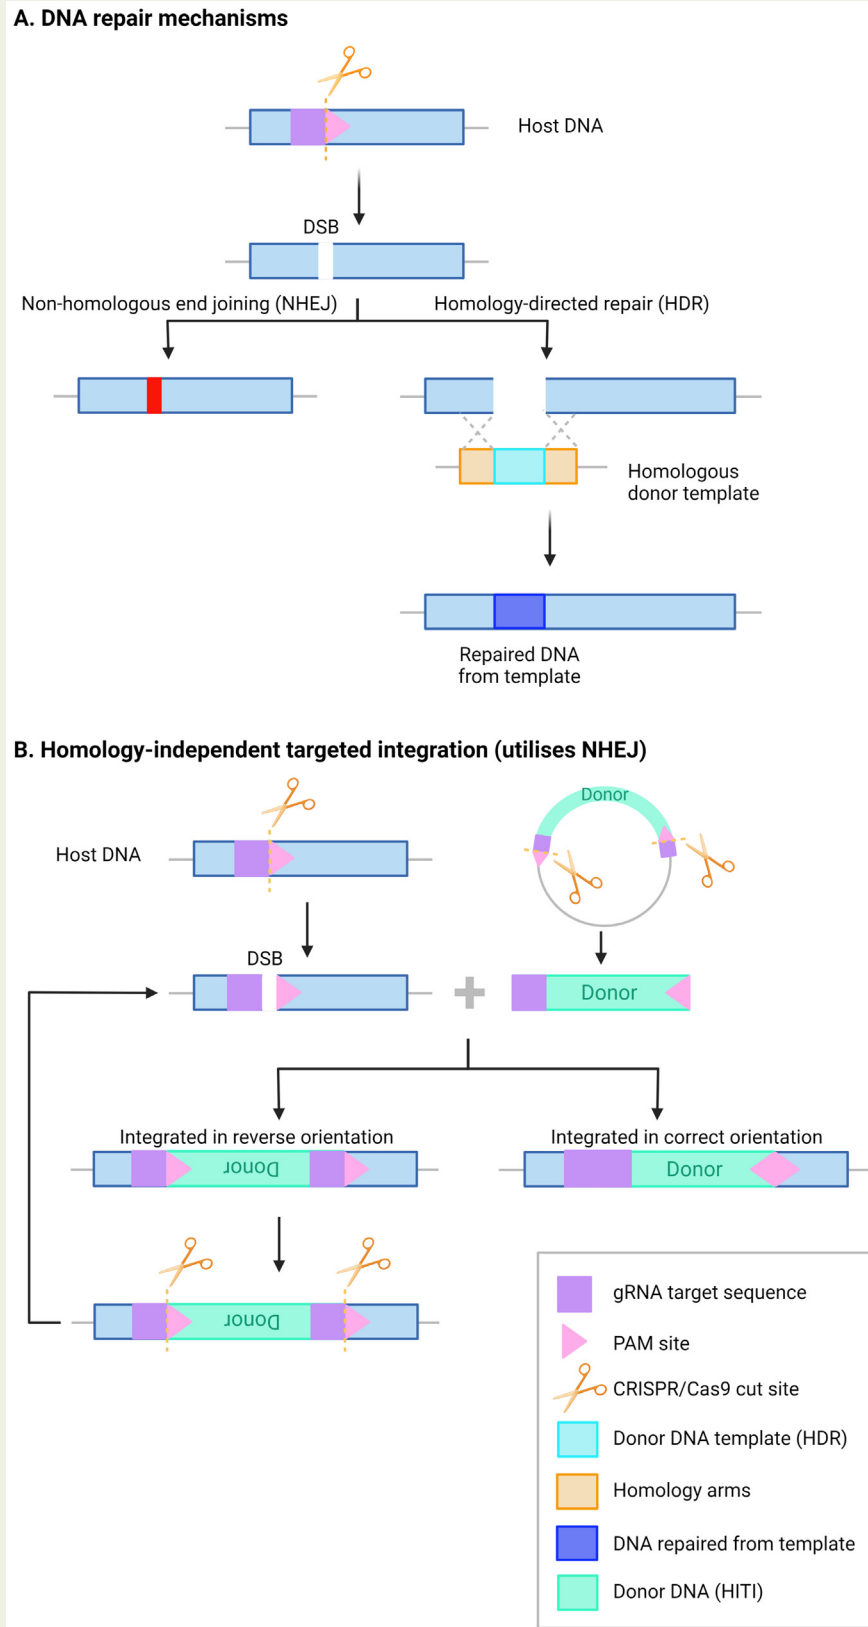 A. DNA repair mechanisms
Host DNA
DSB
Non-homologous end joining (NHEJ)
Homology-directed repair (HDR)
Homologous
donor template
Repaired DNA
from template
B. Homology-independent targeted integration (utilises NHEJ)
Donor
Host DNA
DSB
Donor
Integrated in reverse orientation
Integrated in correct orientation
Donor
Donor
Donor
gRNA target sequence
PAM site
CRISPR/Cas9 cut site
Donor DNA template (HDR)
Homology arms
DNA repaired from template
Donor DNA (HITI)